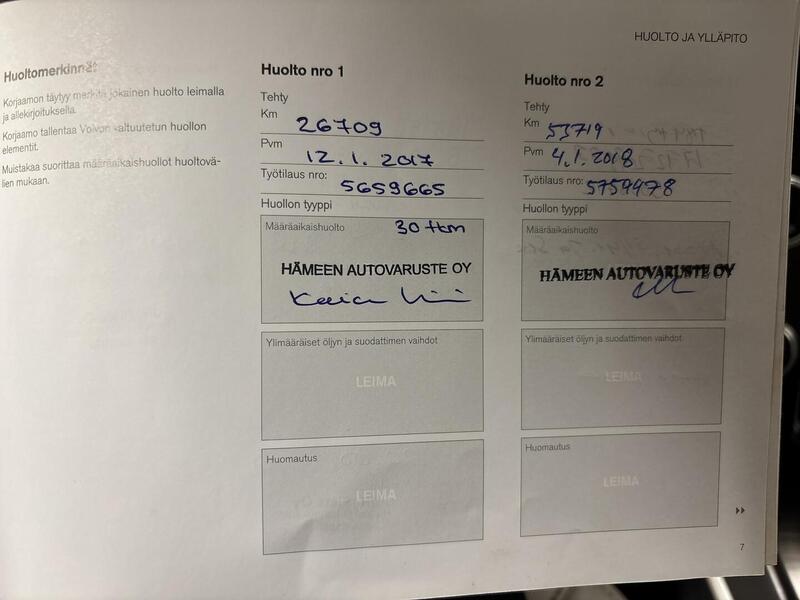 HUOLTO JA YLLÄPITO
Huoltomerkinnät
Korjaamon täytyy merkitä jokainen huolto leimalla
ja allekirjoituksella.
Korjaamo tallentaa Volvon valtuutetun huollon
elementit.
Muistakaa suorittaa määräaikaishuollot huoltovä-
lien mukaan.
Huolto nro 1
Tehty
Km 26709
Pvm 12.1.2017
Työtilaus nro: 5659665
Huollon tyyppi
Määräaikaishuolto 30 tkm
HÄMEEN AUTOVARUSTE OY
Ylimääräiset öljyn ja suodattimen vaihdot
LEIMA
Huomautus
LEIMA
Huolto nro 2
Tehty
Km 53719
Pvm 4.1.2018
Työtilaus nro: 5759478
Huollon tyyppi
Määräaikaishuolto
HÄMEEN AUTOVARUSTE OY
Ylimääräiset öljyn ja suodattimen vaihdot
LEIMA
Huomautus
LEIMA
7